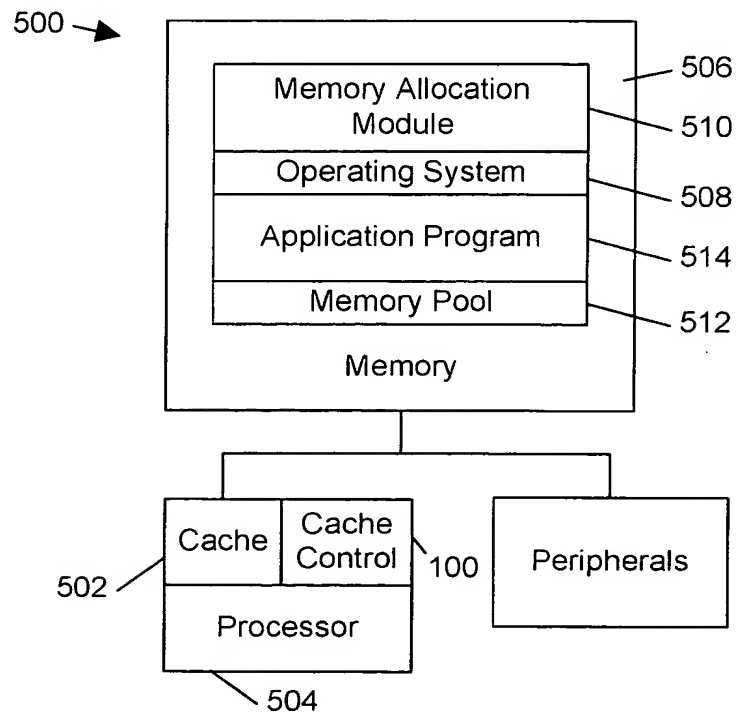 500
506
Memory Allocation
Module
510
Operating System
508
Application Program
514
Memory Pool
512
Memory
Cache
Cache
Control
Peripherals
502
100
Processor
504